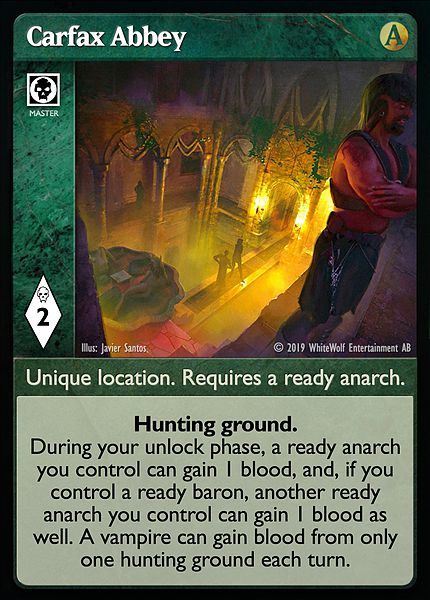 Carfax Abbey
A
MASTER
2
Illus: Javier Santos.
© 2019 WhiteWolf Entertainment AB
Unique location. Requires a ready anarch.
Hunting ground.
During your unlock phase, a ready anarch
you control can gain 1 blood, and, if you
control a ready baron, another ready
anarch you control can gain 1 blood as
well. A vampire can gain blood from only
one hunting ground each turn.